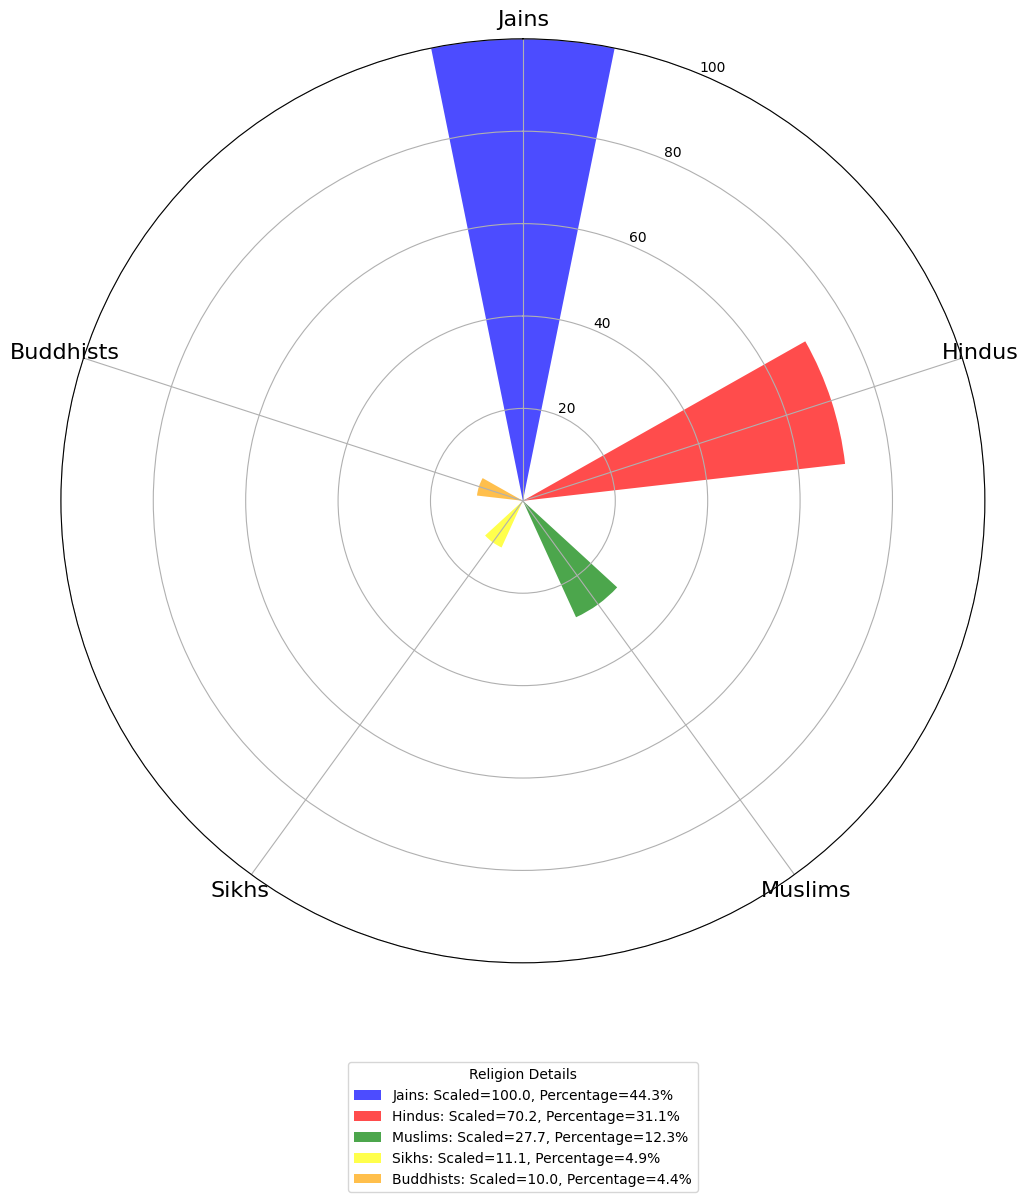 Jains
100
80
60
Buddhists
Hindus
40
20
Sikhs
Muslims
Religion Details
Jains: Scaled=100.0, Percentage=44.3%
Hindus: Scaled=70.2, Percentage=31.1%
Muslims: Scaled=27.7, Percentage=12.3%
Sikhs: Scaled=11.1, Percentage=4.9%
Buddhists: Scaled=10.0, Percentage=4.4%